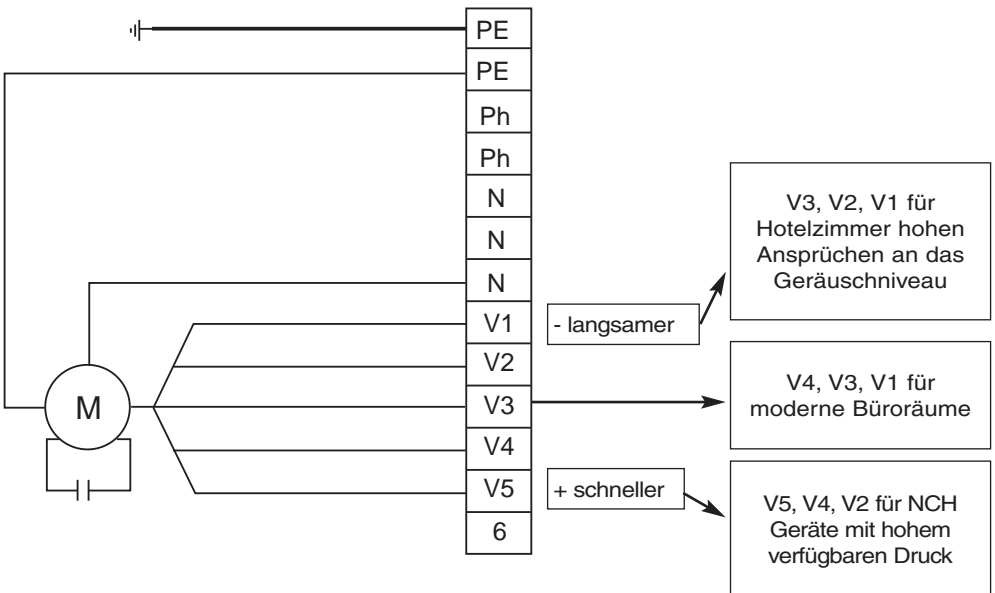 PE
PE
Ph
Ph
N
N
N
V1
V2
V3
V4
V5
6
M
- langsamer
+ schneller
V3, V2, V1 für
Hotelzimmer hohen
Ansprüchen an das
Geräuschniveau
V4, V3, V1 für
moderne Büroräume
V5, V4, V2 für NCH
Geräte mit hohem
verfügbaren Druck